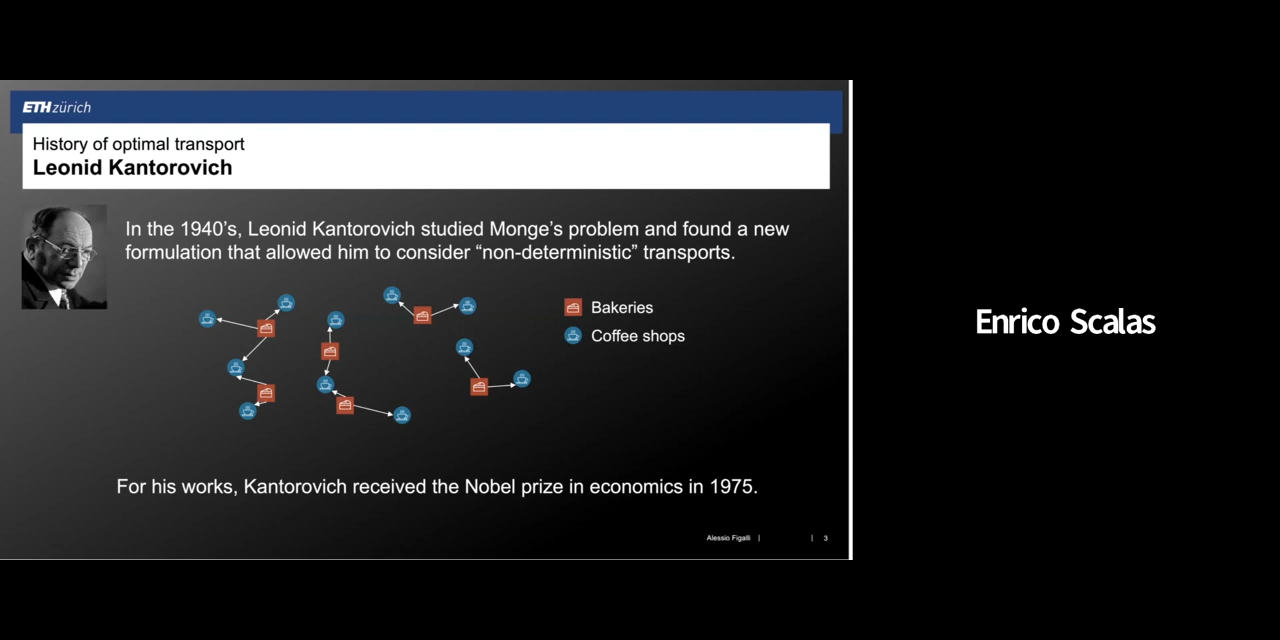 ETH zürich
History of optimal transport
Leonid Kantorovich
In the 1940's, Leonid Kantorovich studied Monge's problem and found a new
formulation that allowed him to consider “non-deterministic” transports.
Bakeries
Coffee shops
For his works, Kantorovich received the Nobel prize in economics in 1975.
Alessio Figalli | | 3
Enrico Scalas